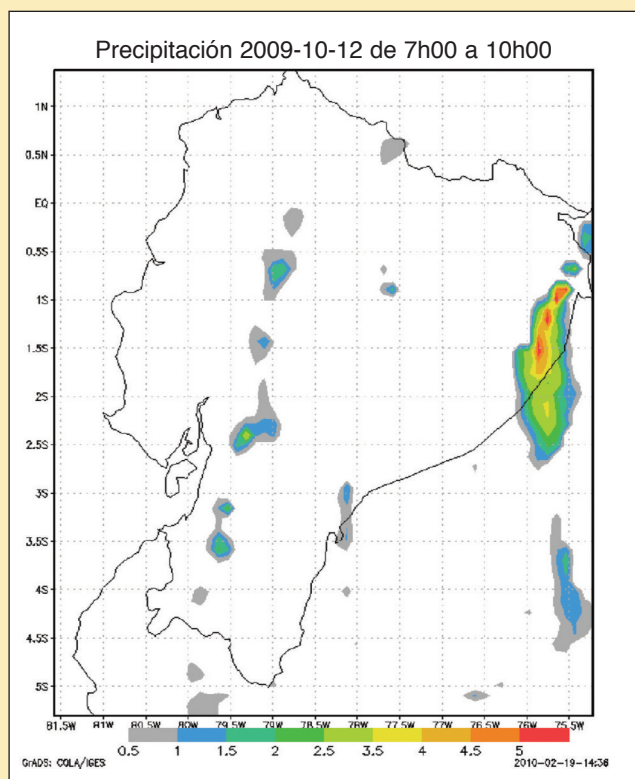 Precipitación 2009-10-12 de 7h00 a 10h00
1N
0.5N
EQ
0.5S
1S
1.5S
2S
2.5S
3S
3.5S
4S
4.5S
5S
81.5W 81W 80.5W 80W 79.5W 79W 78.5W 78W 77.5W 77W 76.5W 76W 75.5W
0.5 1 1.5 2 2.5 3.5 4 4.5 5
GrADS: COLA/IGES 2010-02-19-14:36